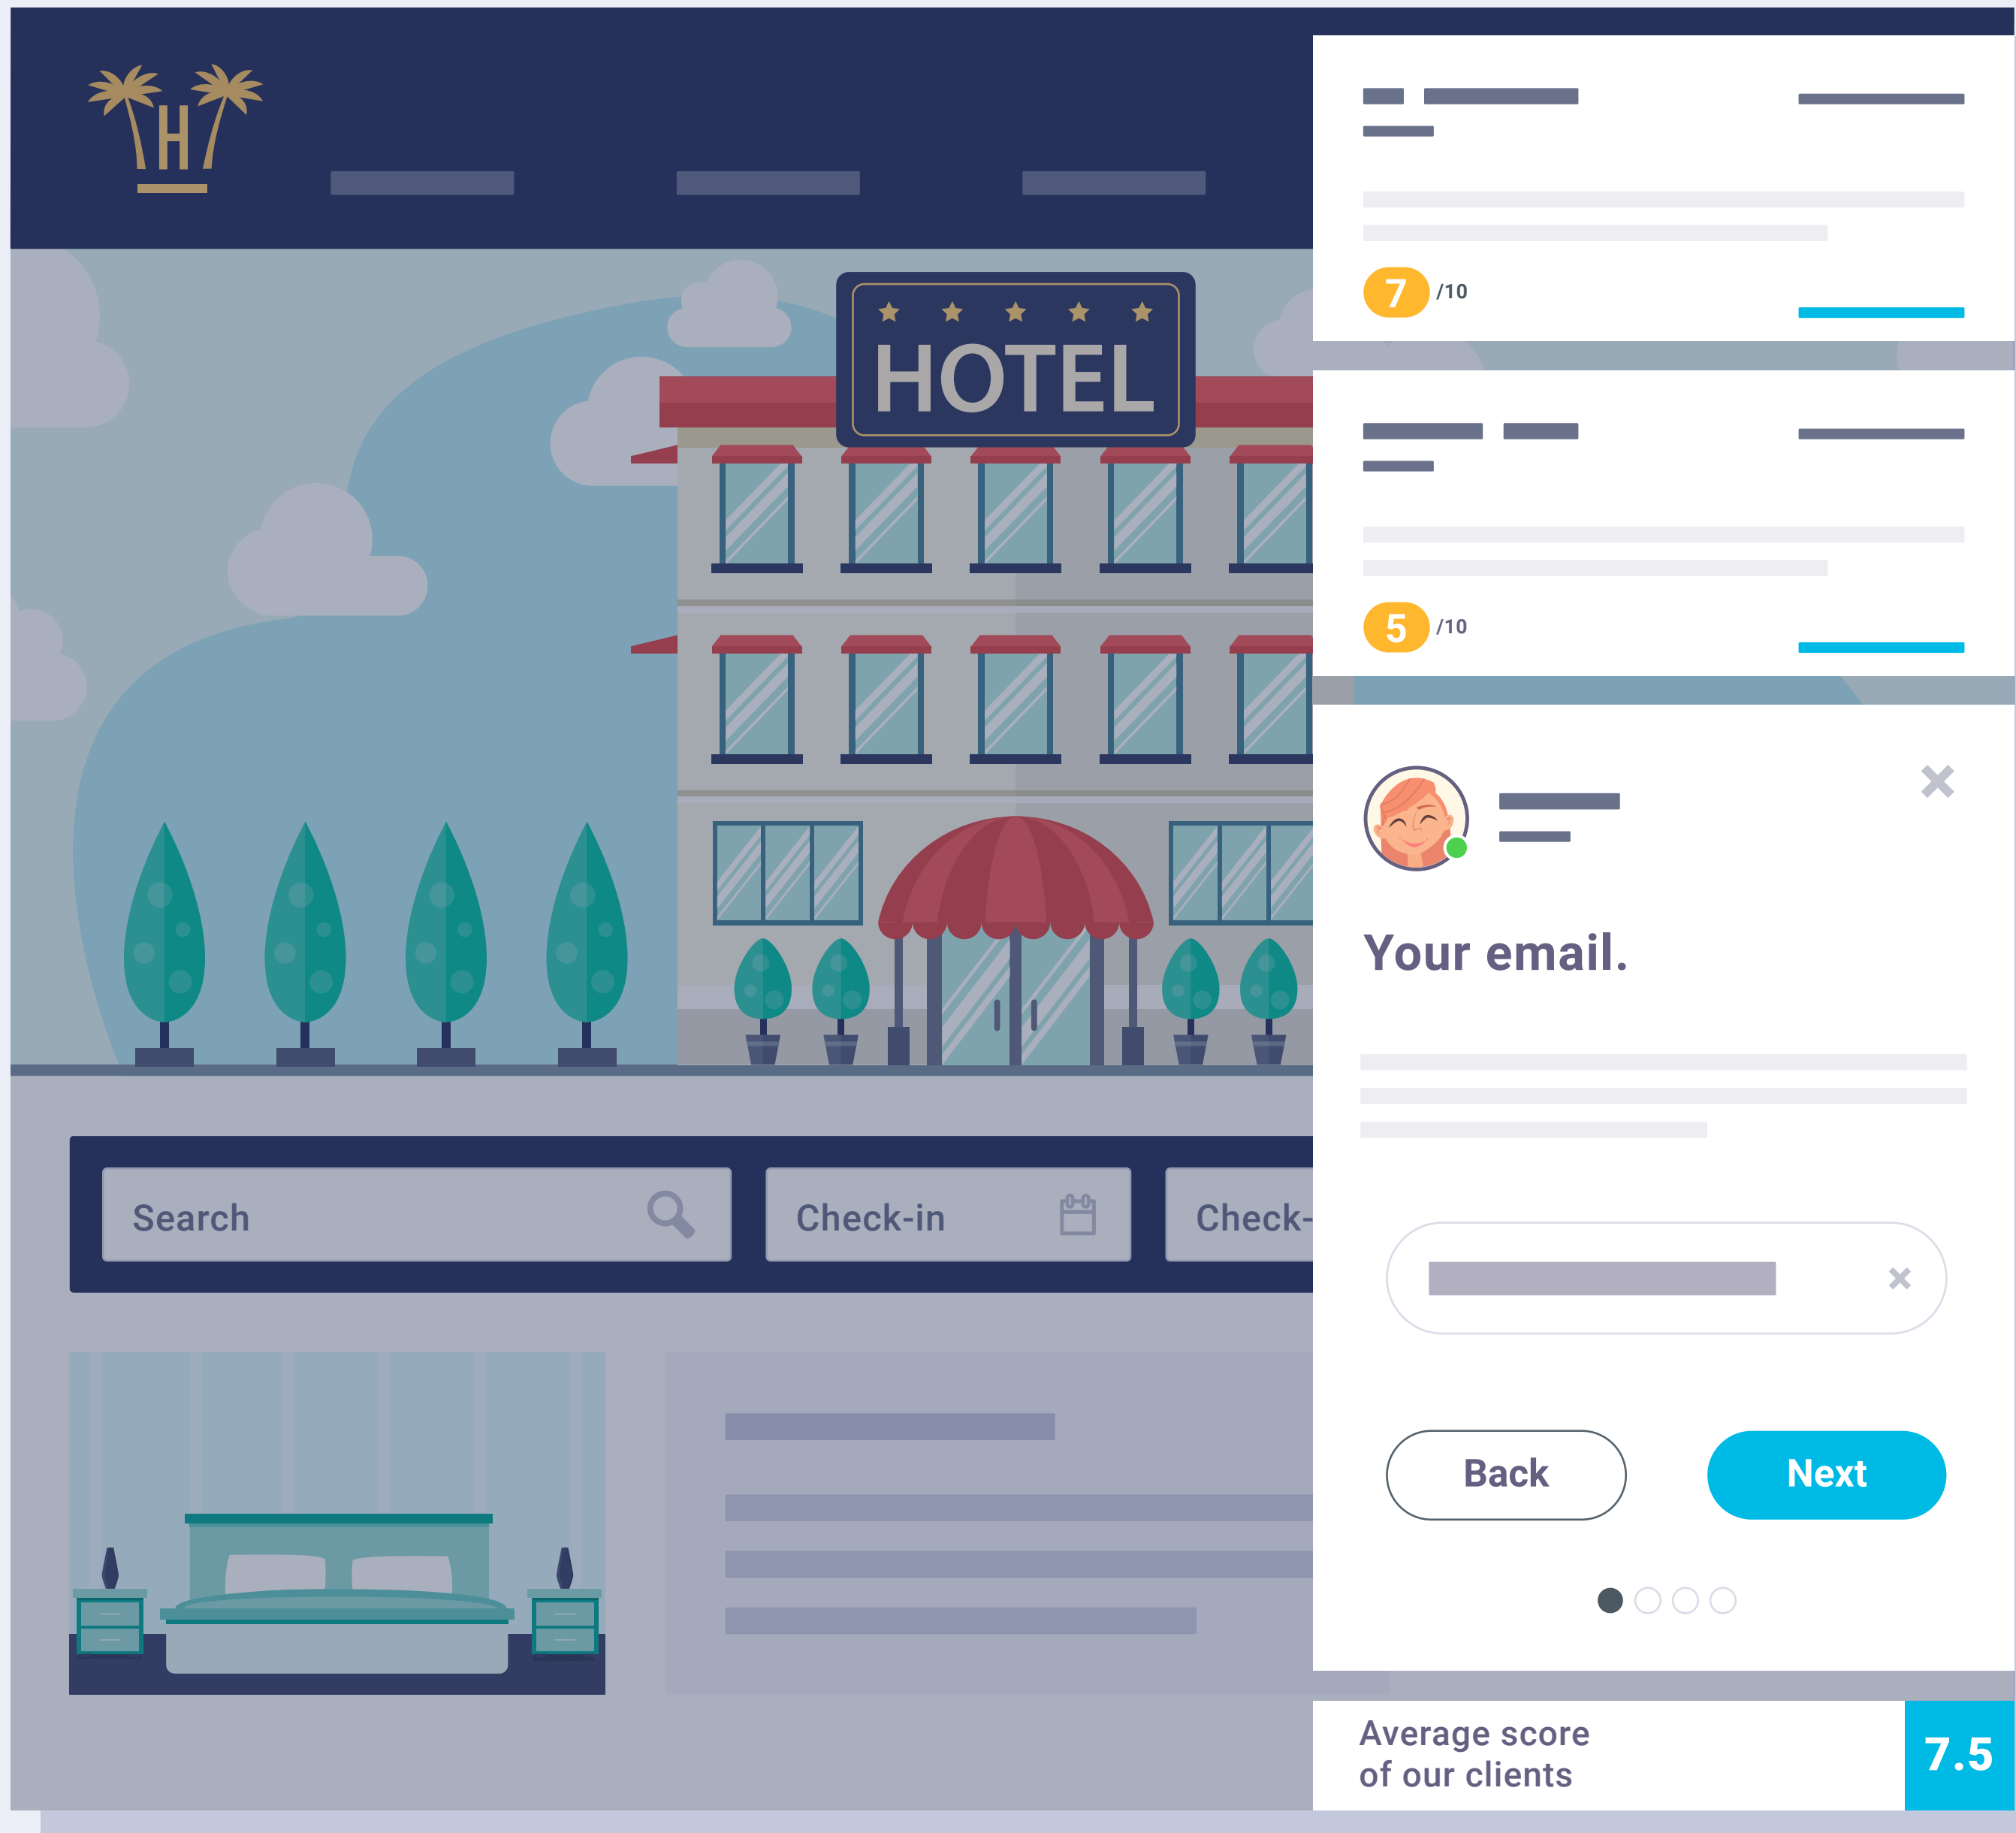 H
HOTEL
7 /10
5 /10
Your email.
Search
Check-in
Check-
Back
Next
Average score
of our clients
7.5